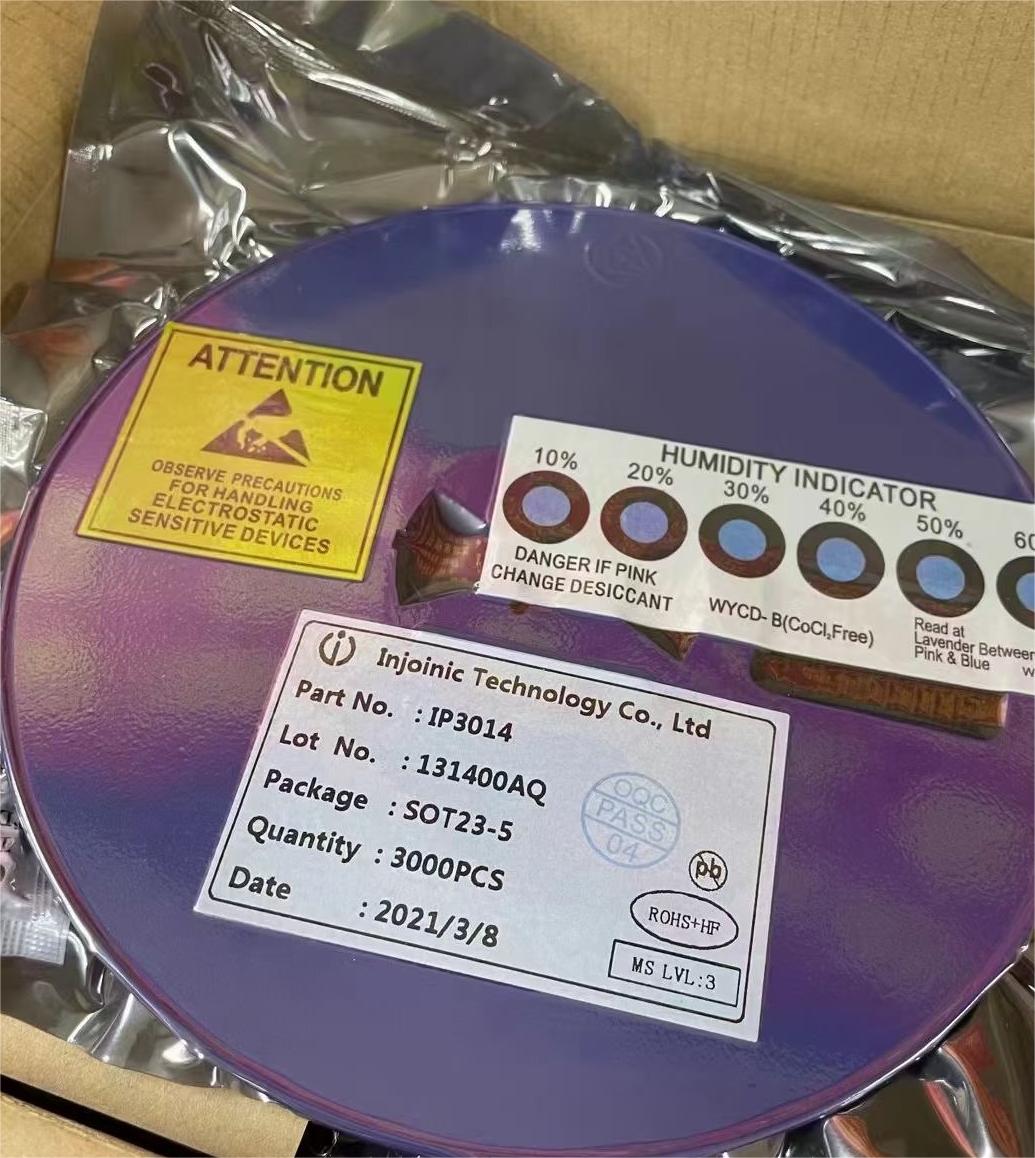 ATTENTION
OBSERVE PRECAUTIONS
FOR HANDLING
ELECTROSTATIC
SENSITIVE DEVICES
HUMIDITY INDICATOR
10% 20% 30% 40% 50%
DANGER IF PINK
CHANGE DESICCANT
WYCD-B(CoCl₂Free)
Read at
Lavender Between
Pink & Blue
Injoinic Technology Co., Ltd
Part No. : IP3014
Lot No. : 131400AQ
Package : SOT23-5
Quantity : 3000PCS
Date : 2021/3/8
OQC
PASS
04
pb
ROHS+HF
MS LVL:3